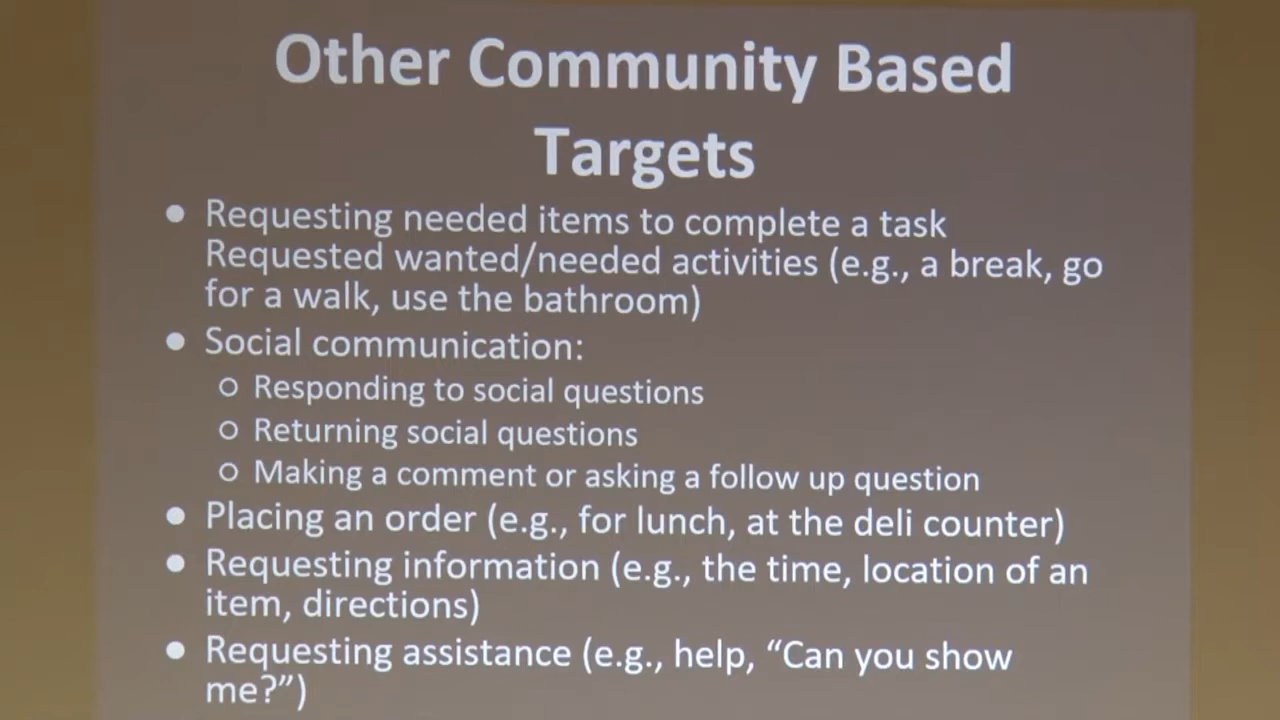 Other Community Based
Targets
● Requesting needed items to complete a task
Requested wanted/needed activities (e.g., a break, go
for a walk, use the bathroom)
● Social communication:
○ Responding to social questions
○ Returning social questions
○ Making a comment or asking a follow up question
● Placing an order (e.g., for lunch, at the deli counter)
● Requesting information (e.g., the time, location of an
item, directions)
● Requesting assistance (e.g., help, “Can you show
me?”)